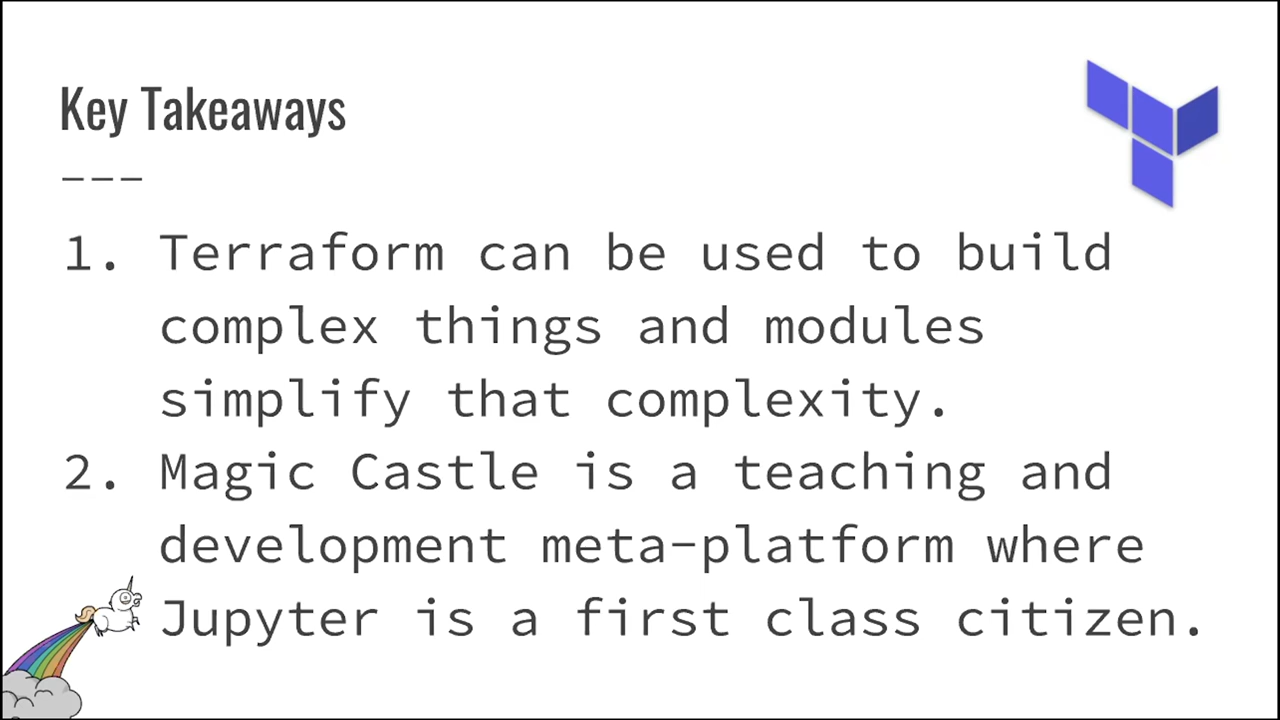 Key Takeaways
---
1. Terraform can be used to build
complex things and modules
simplify that complexity.
2. Magic Castle is a teaching and
development meta-platform where
Jupyter is a first class citizen.